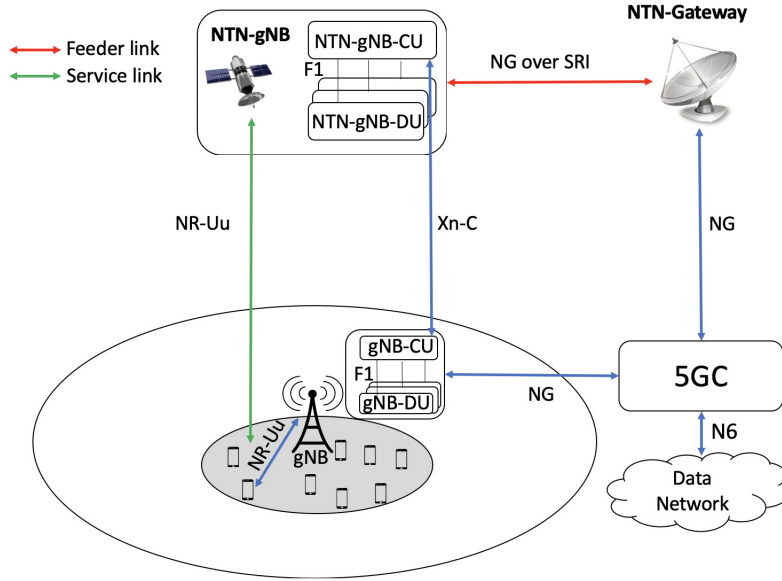 NTN-gNB
NTN-gNB-CU
NTN-Gateway
Feeder link
Service link
F1
NG over SRI
NTN-gNB-DU
NR-Uu
Xn-C
NG
gNB-CU
F1
gNB-DU
NG
5GC
NR-Uu
gNB
N6
Data
Network